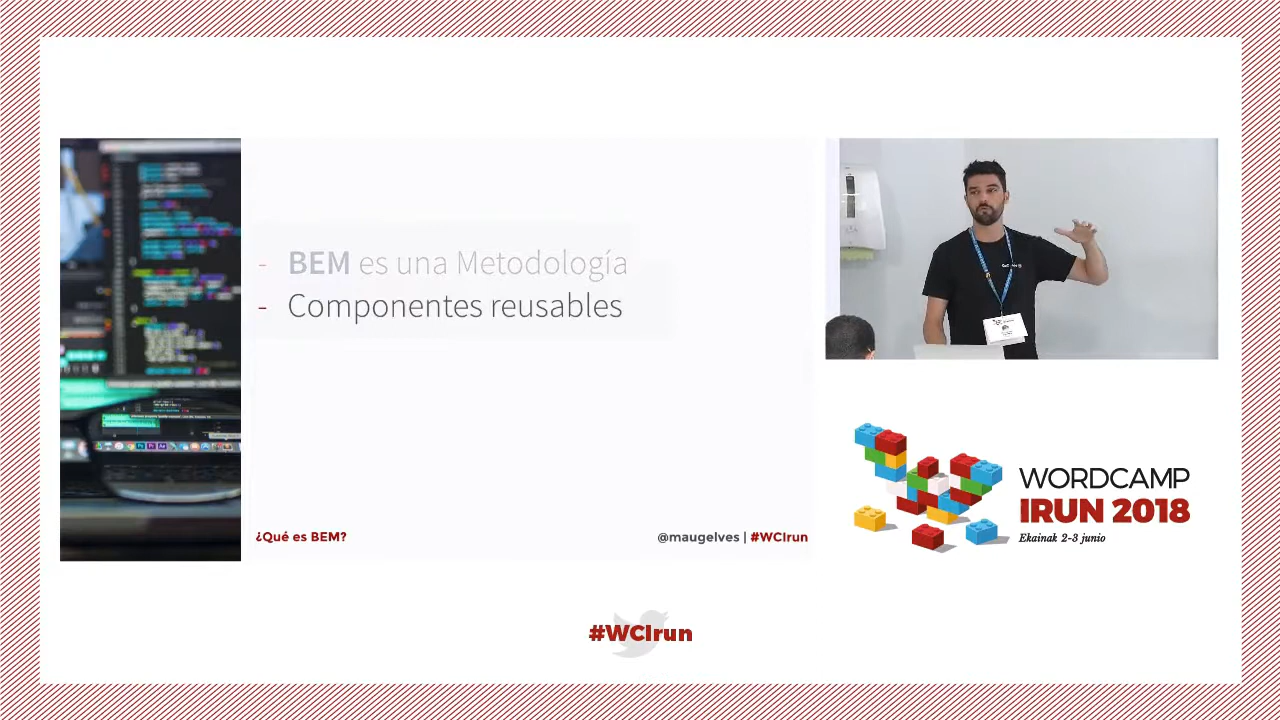 - BEM es una Metodología
- Componentes reusables
¿Qué es BEM?
@maugelves | #WCIrun
WORDCAMP
IRUN 2018
Ekainak 2-3 junio
#WCIrun